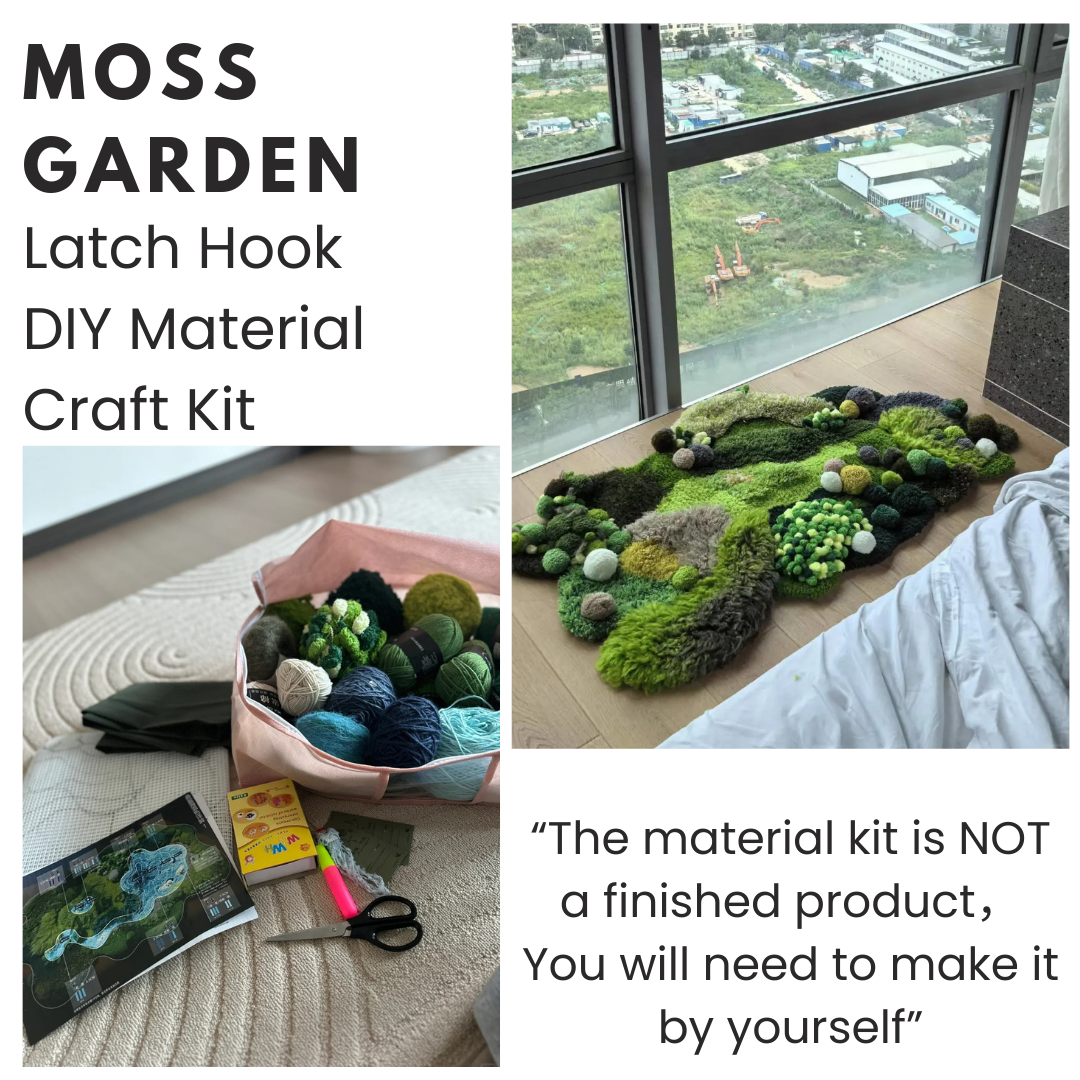 MOSS
GARDEN
Latch Hook
DIY Material
Craft Kit
“The material kit is NOT
a finished product，
You will need to make it
by yourself”